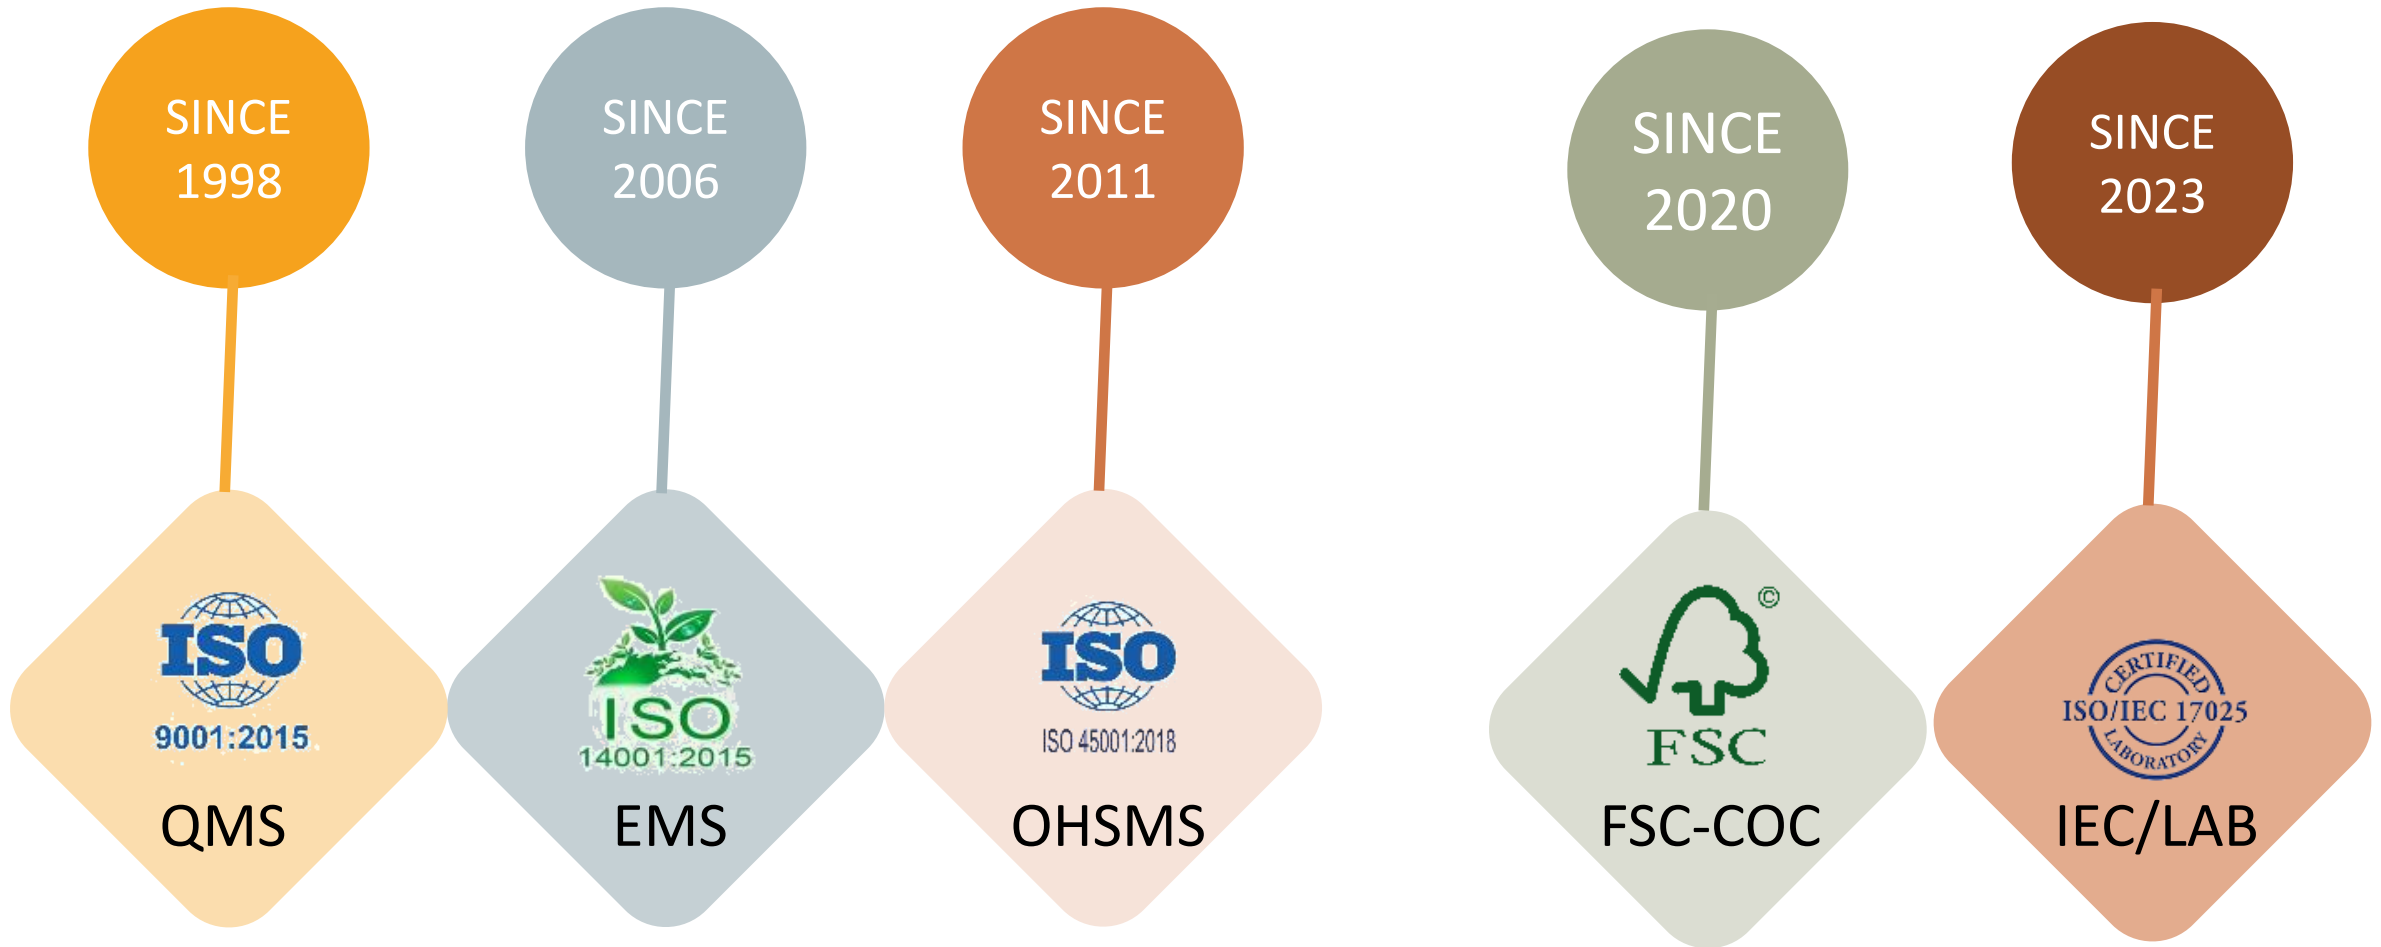 SINCE
1998
SINCE
2006
SINCE
2011
SINCE
2020
SINCE
2023
ISO
9001:2015
QMS
ISO
14001:2015
EMS
ISO
ISO 45001:2018
OHSMS
©
FSC
FSC-COC
CERTIFIED
ISO/IEC 17025
LABORATORY
IEC/LAB